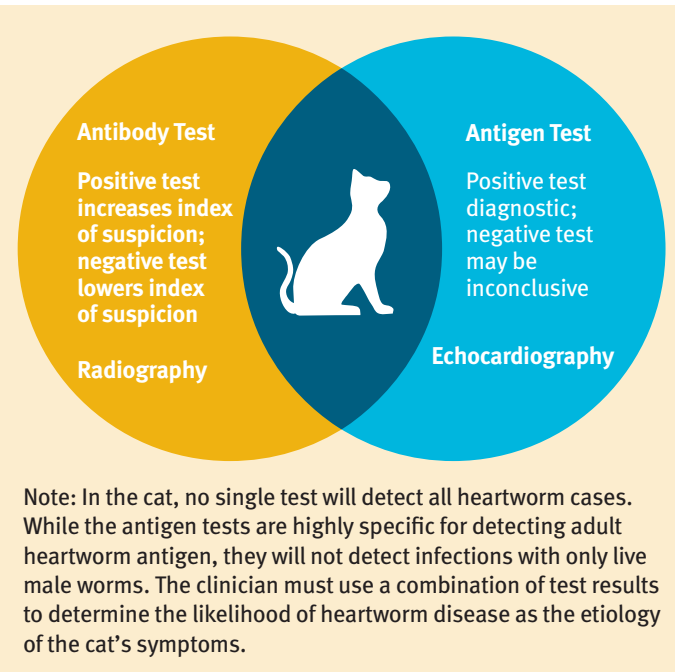 Antibody Test
Positive test
increases index
of suspicion;
negative test
lowers index
of suspicion
Radiography
Antigen Test
Positive test
diagnostic;
negative test
may be
inconclusive
Echocardiography
Note: In the cat, no single test will detect all heartworm cases.
While the antigen tests are highly specific for detecting adult
heartworm antigen, they will not detect infections with only live
male worms. The clinician must use a combination of test results
to determine the likelihood of heartworm disease as the etiology
of the cat’s symptoms.